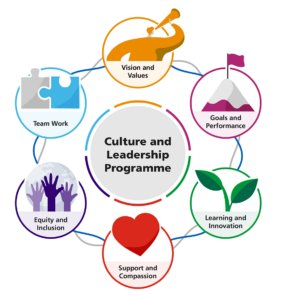 Vision and
Values
Team Work
Goals and
Performance
Culture and
Leadership
Programme
Equity and
Inclusion
Learning and
Innovation
Support and
Compassion